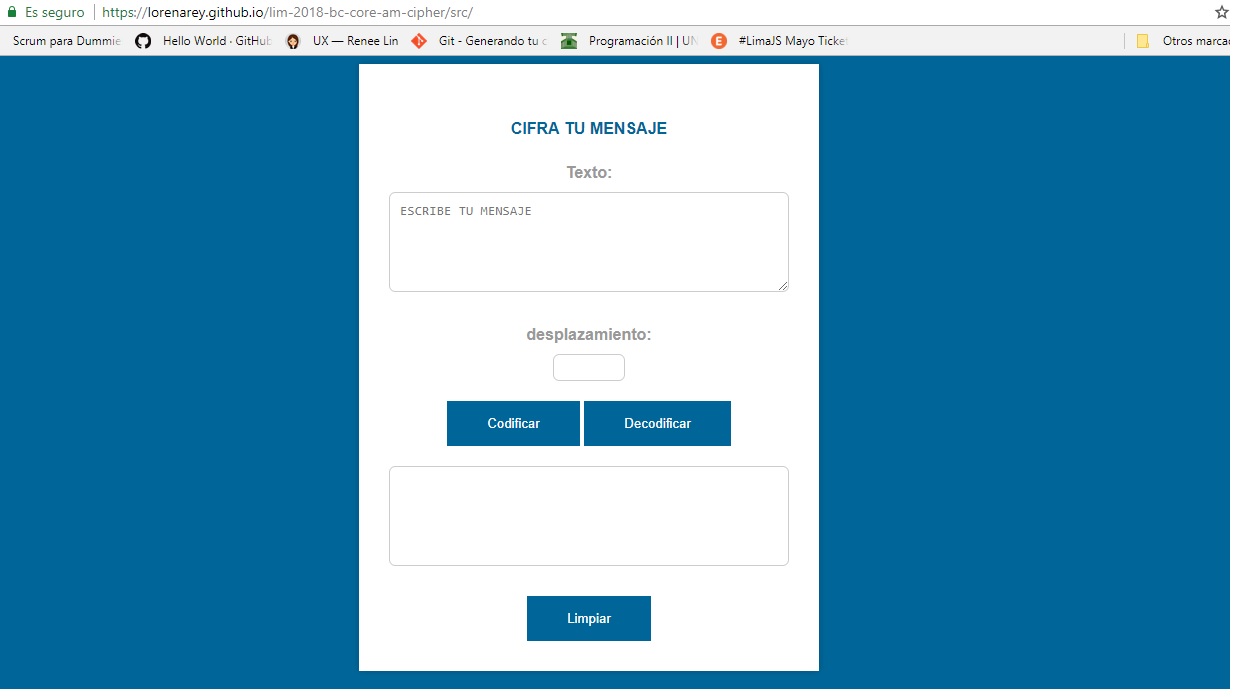 Es seguro https://lorenarey.github.io/lim-2018-bc-core-am-cipher/src/
Scrum para Dummie Hello World · GitHub UX — Renee Lin Git - Generando tu c Programación II | UN #LimaJS Mayo Ticket Otros marcad
CIFRA TU MENSAJE
Texto:
ESCRIBE TU MENSAJE
desplazamiento:
Codificar Decodificar
Limpiar